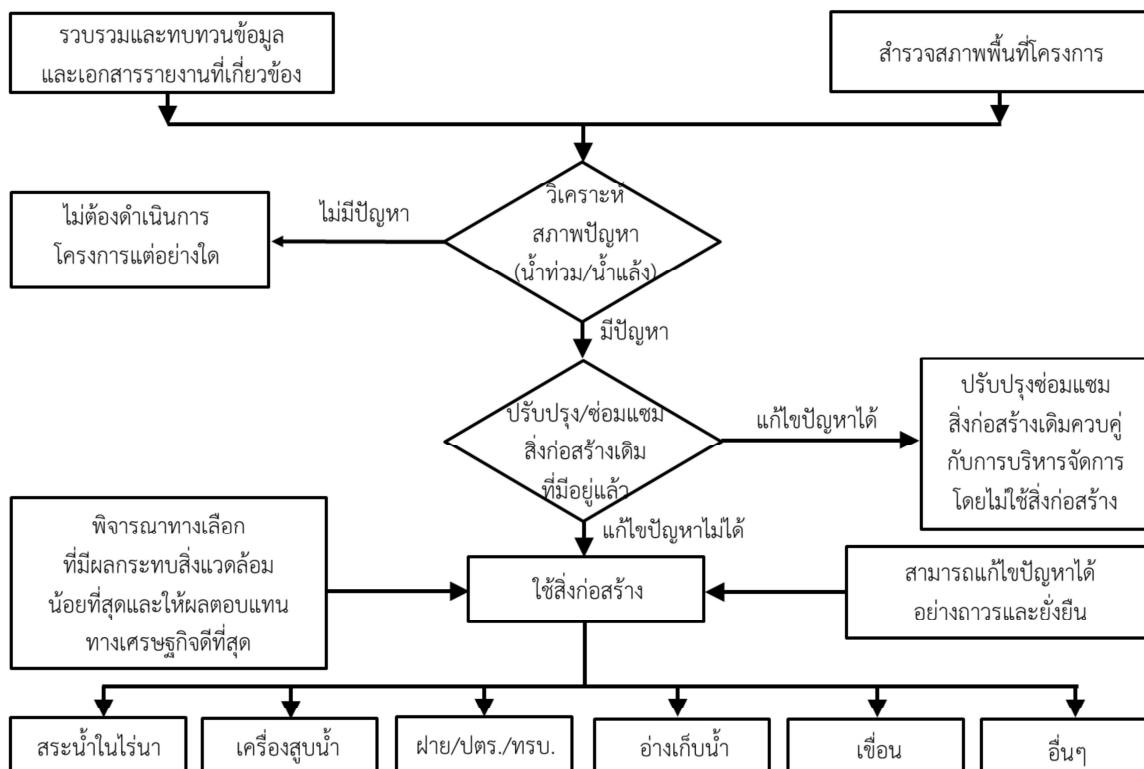 รวบรวมและทบทวนข้อมูล
และเอกสารรายงานที่เกี่ยวข้อง
สำรวจสภาพพื้นที่โครงการ
วิเคราะห์
สภาพปัญหา
(น้ำท่วม/น้ำแล้ง)
ไม่มีปัญหา
ไม่ต้องดำเนินการ
โครงการแต่อย่างใด
มีปัญหา
ปรับปรุง/ซ่อมแซม
สิ่งก่อสร้างเดิม
ที่มีอยู่แล้ว
แก้ไขปัญหาได้
ปรับปรุงซ่อมแซม
สิ่งก่อสร้างเดิมควบคู่
กับการบริหารจัดการ
โดยไม่ใช้สิ่งก่อสร้าง
แก้ไขปัญหาไม่ได้
พิจารณาทางเลือก
ที่มีผลกระทบสิ่งแวดล้อม
น้อยที่สุดและให้ผลตอบแทน
ทางเศรษฐกิจดีที่สุด
ใช้สิ่งก่อสร้าง
สามารถแก้ไขปัญหาได้
อย่างถาวรและยั่งยืน
สระน้ำในไร่นา
เครื่องสูบน้ำ
ฝาย/ปตร./ทรบ.
อ่างเก็บน้ำ
เขื่อน
อื่นๆ